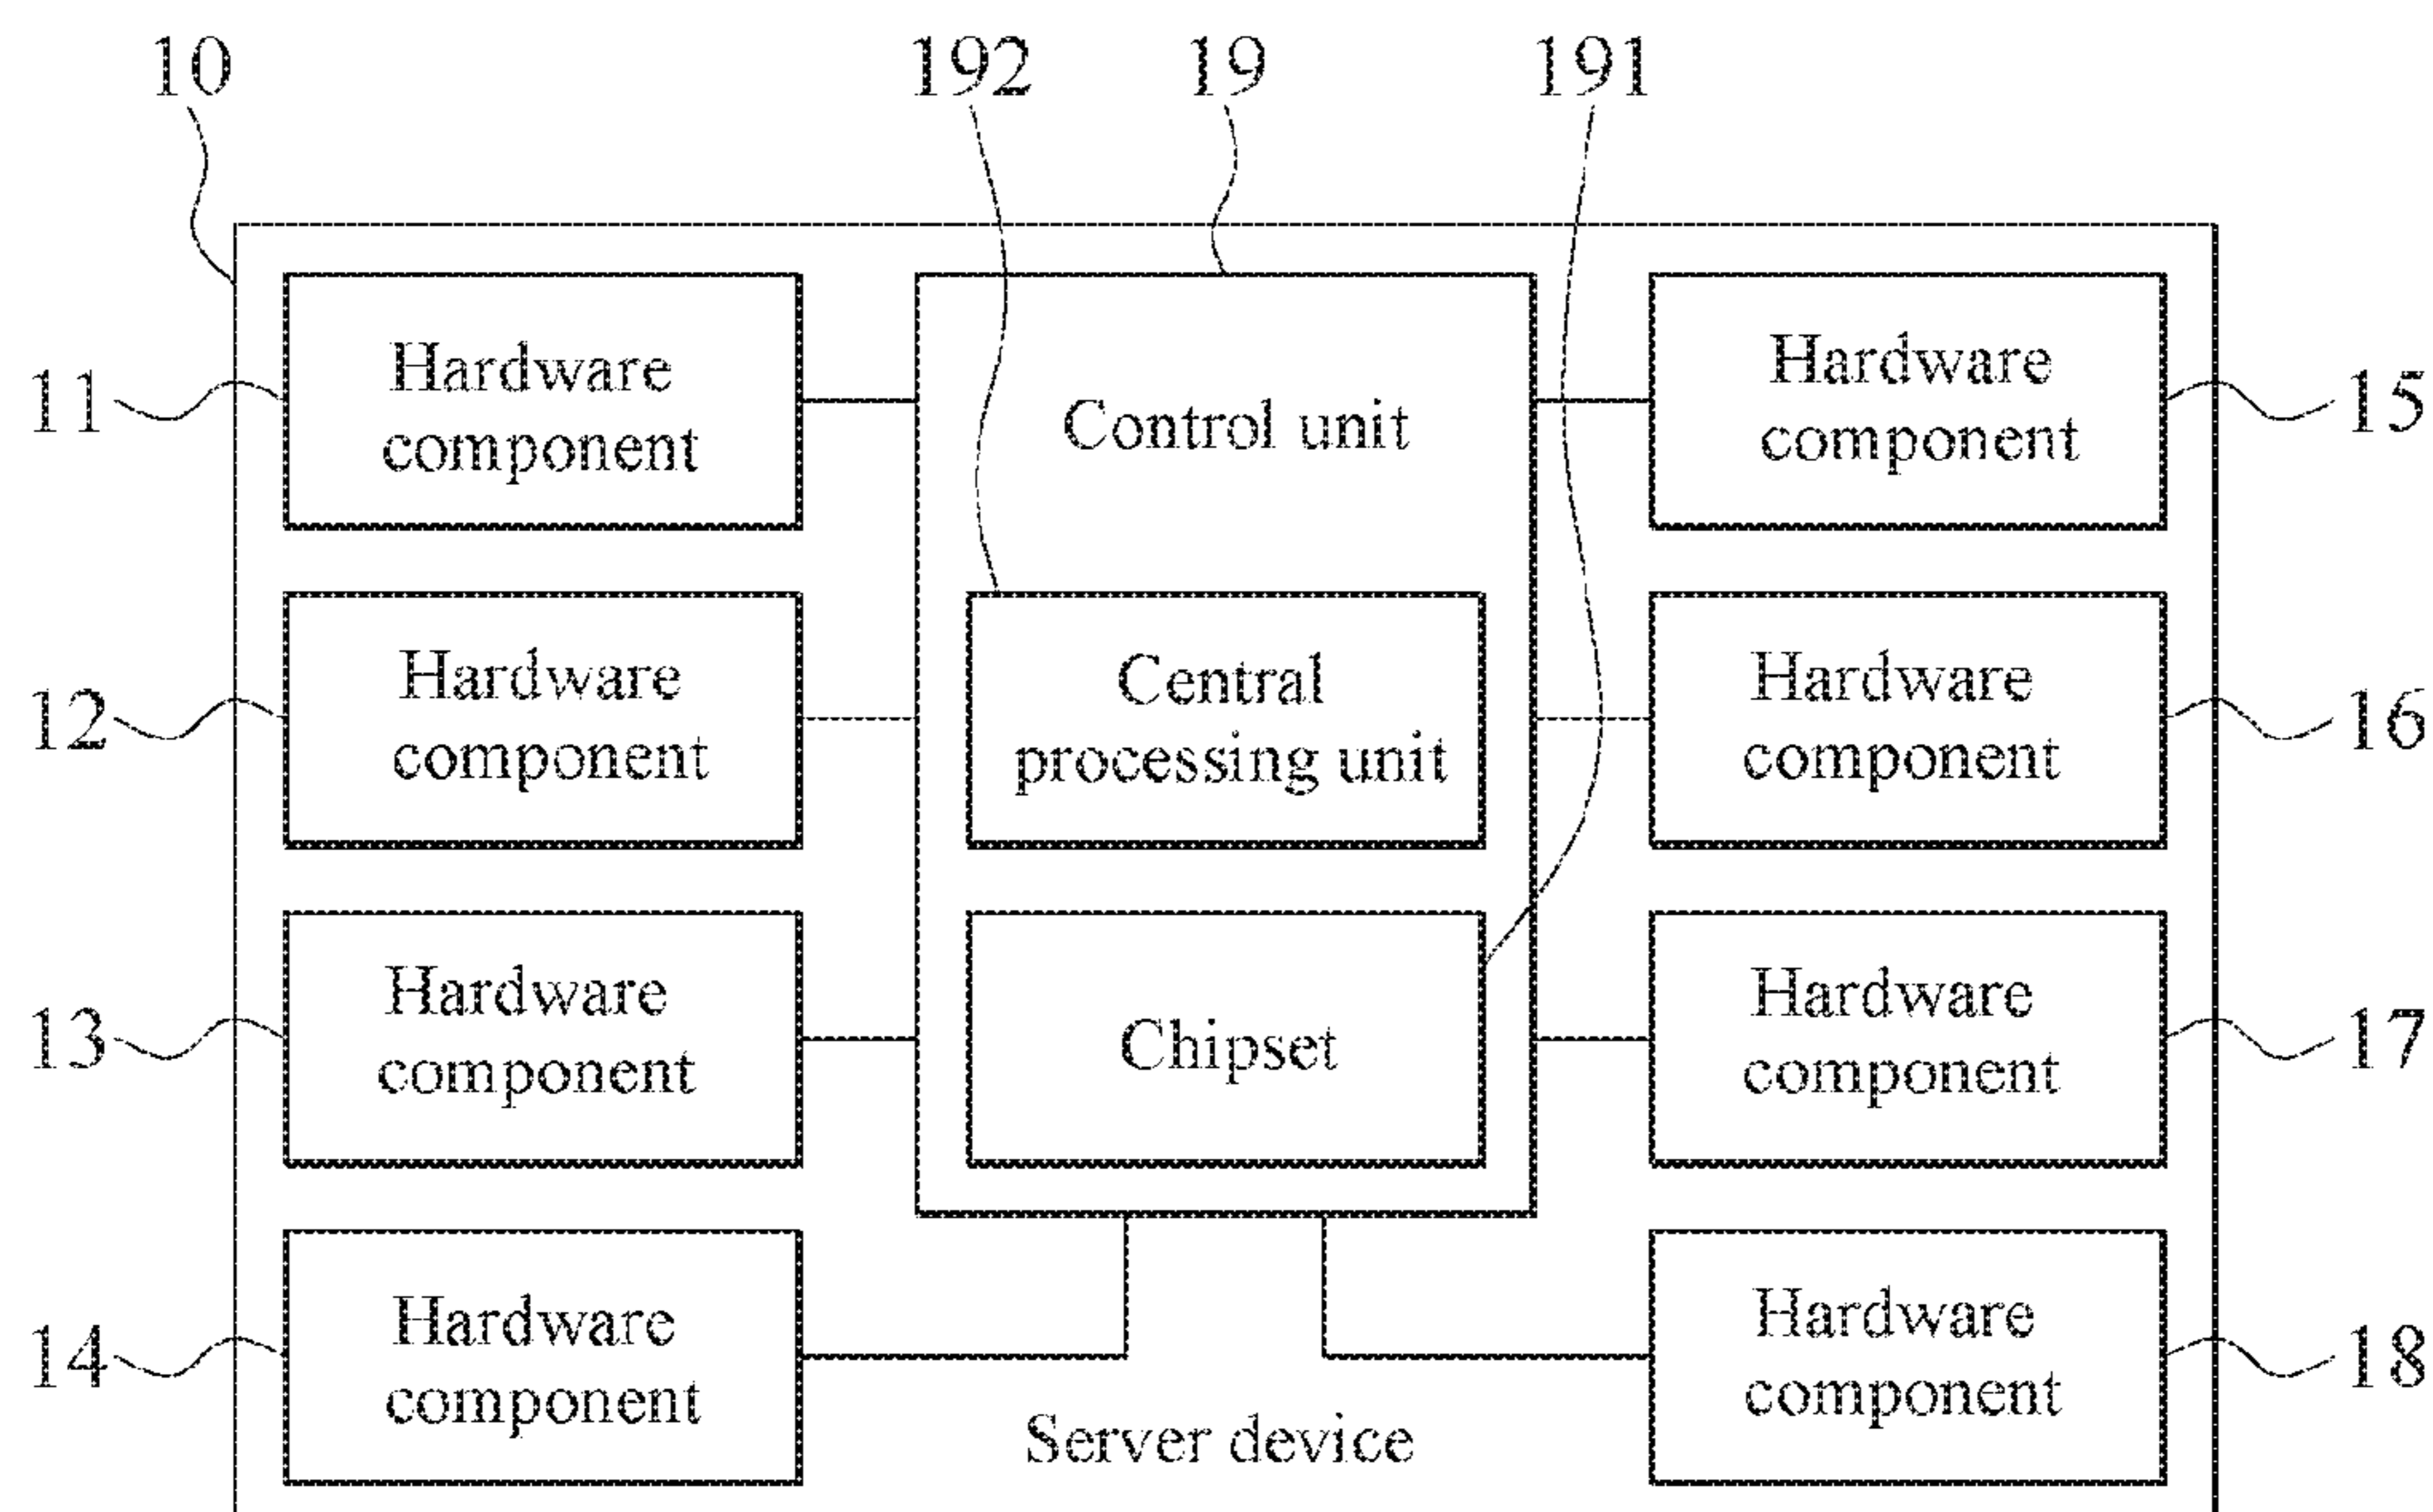 10
192
19
191
11
Hardware
component
Control unit
Hardware
component
15
12
Hardware
component
Central
processing unit
Hardware
component
16
13
Hardware
component
Chipset
Hardware
component
17
14
Hardware
component
Hardware
component
18
Server device